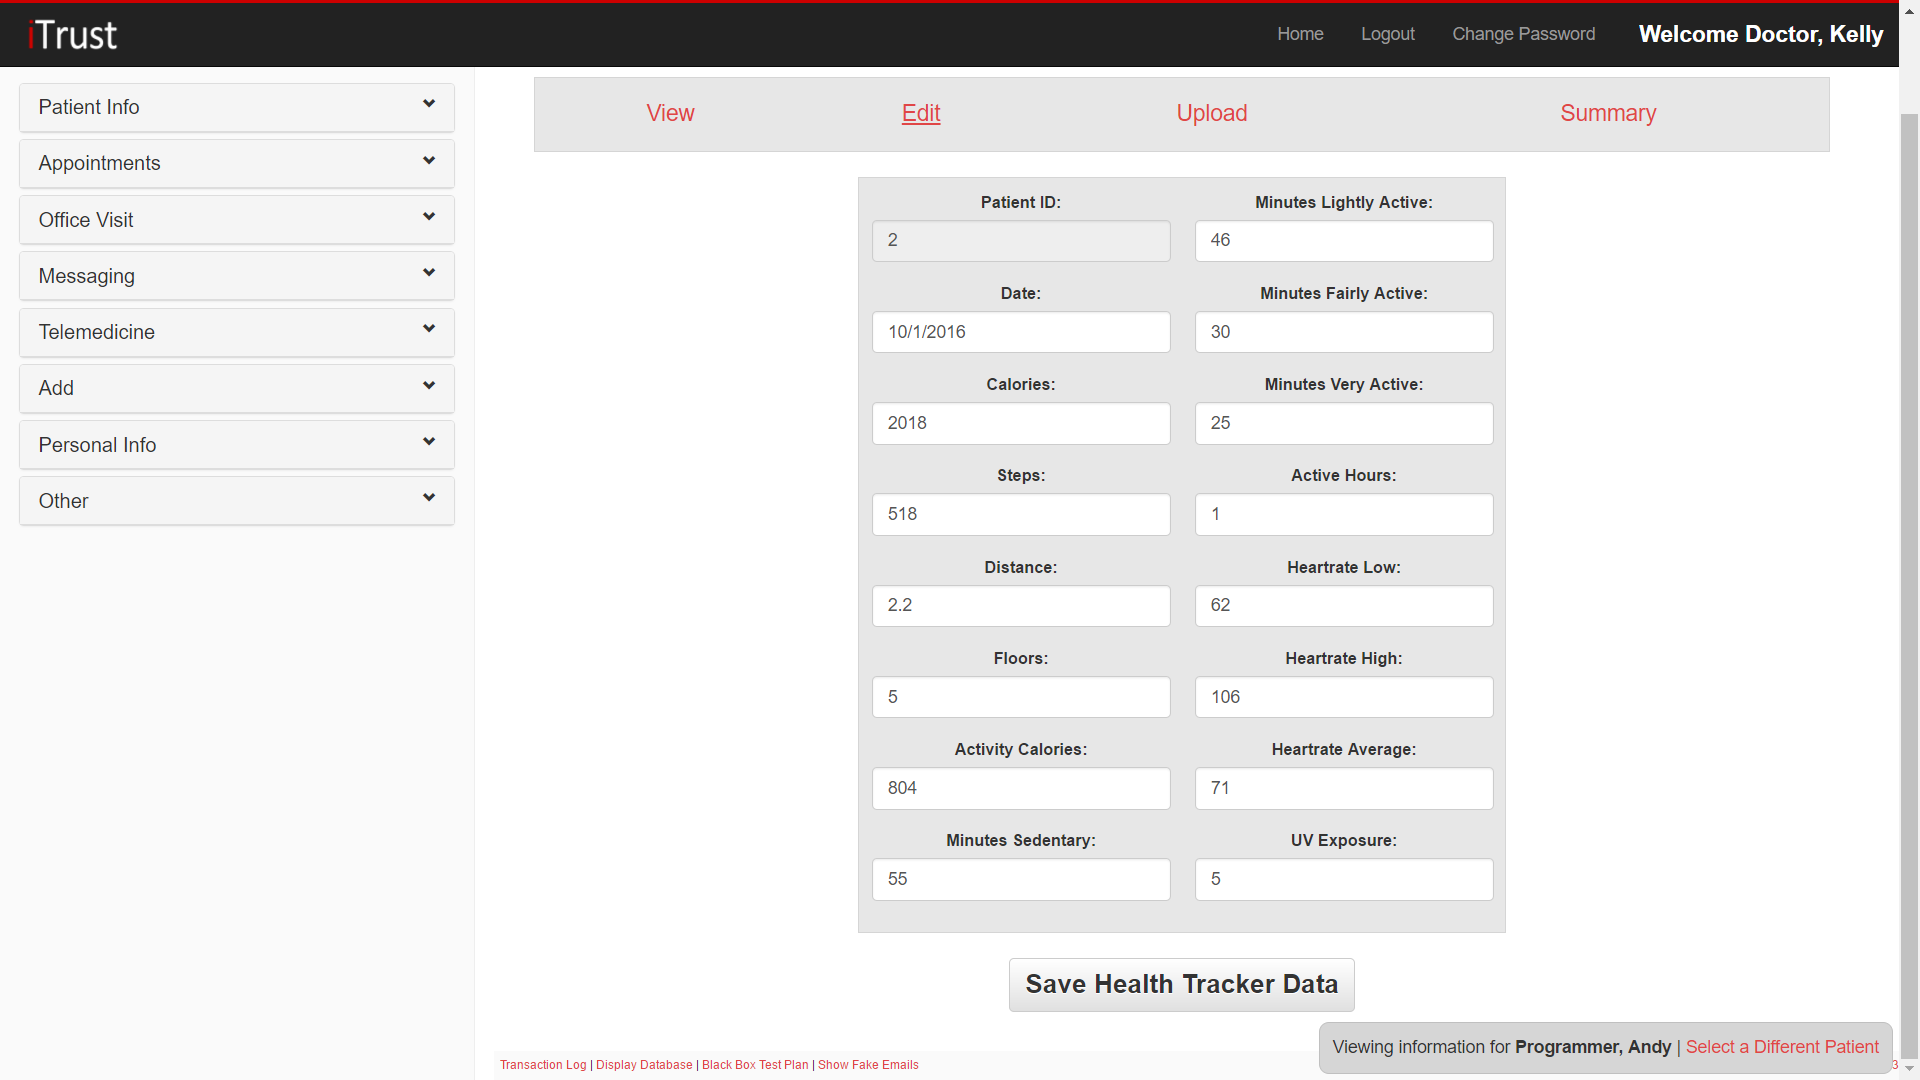 iTrust
Home Logout Change Password Welcome Doctor, Kelly
Patient Info
Appointments
Office Visit
Messaging
Telemedicine
Add
Personal Info
Other
View Edit Upload Summary
Patient ID: Minutes Lightly Active:
2 46
Date: Minutes Fairly Active:
10/1/2016 30
Calories: Minutes Very Active:
2018 25
Steps: Active Hours:
518 1
Distance: Heartrate Low:
2.2 62
Floors: Heartrate High:
5 106
Activity Calories: Heartrate Average:
804 71
Minutes Sedentary: UV Exposure:
55 5
Save Health Tracker Data
Viewing information for Programmer, Andy | Select a Different Patient
Transaction Log | Display Database | Black Box Test Plan | Show Fake Emails
3